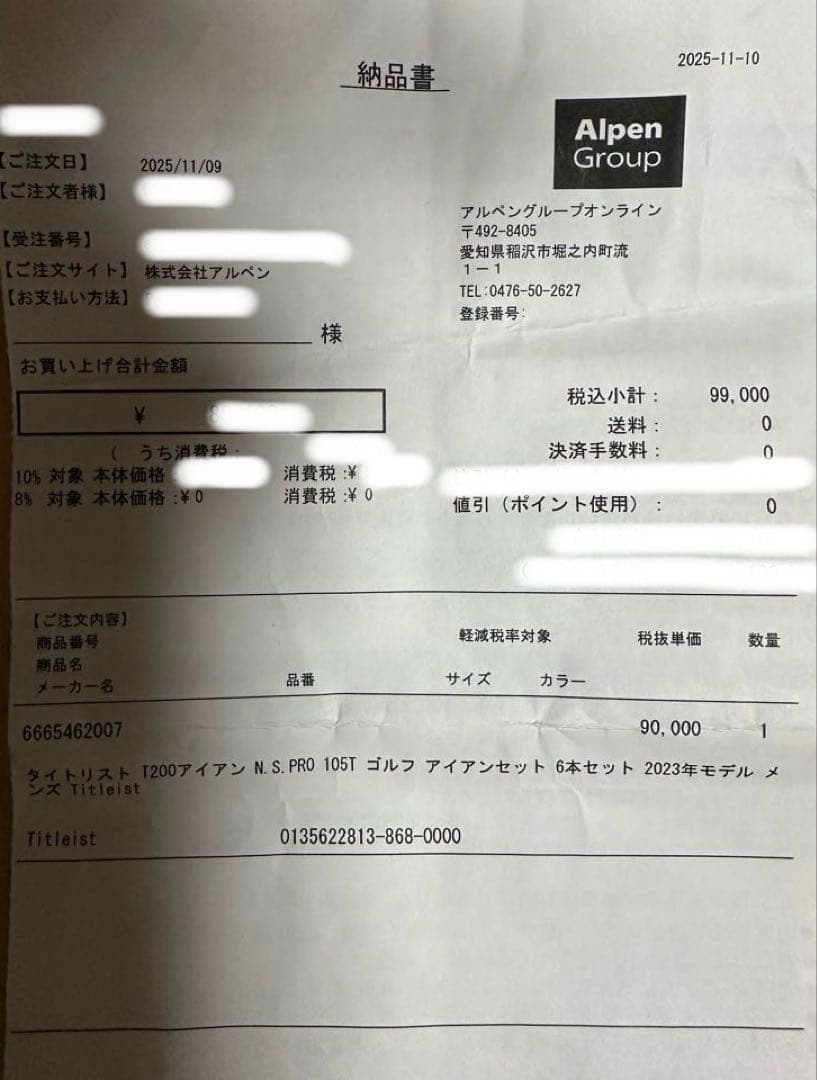 納品書
2025-11-10
Alpen
Group
【ご注文日】 2025/11/09
【ご注文者様】
【受注番号】
【ご注文サイト】 株式会社アルペン
【お支払い方法】
様
アルペングループオンライン
〒492-8405
愛知県稲沢市堀之内町流
１－１
TEL:0476-50-2627
登録番号:
お買い上げ合計金額
¥
( うち消費税:
10% 対象 本体価格 消費税:¥
8% 対象 本体価格:¥0 消費税:¥ 0
税込小計: 99,000
送料: 0
決済手数料: 0
値引（ポイント使用）: 0
【ご注文内容】
商品番号 軽減税率対象 税抜単価 数量
商品名
メーカー名 品番 サイズ カラー
6665462007 90,000 1
タイトリスト T200アイアン N.S.PRO 105T ゴルフ アイアンセット 6本セット 2023年モデル メ
ンズ Titleist
Titleist 0135622813-868-0000